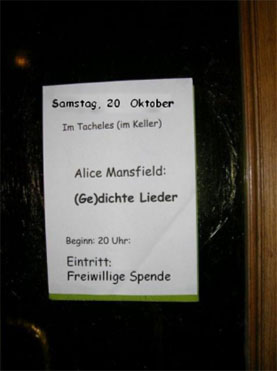 Samstag, 20 Oktober
Im Tacheles (im Keller)
Alice Mansfield:
(Ge)dichte Lieder
Beginn: 20 Uhr:
Eintritt:
Freiwillige Spende